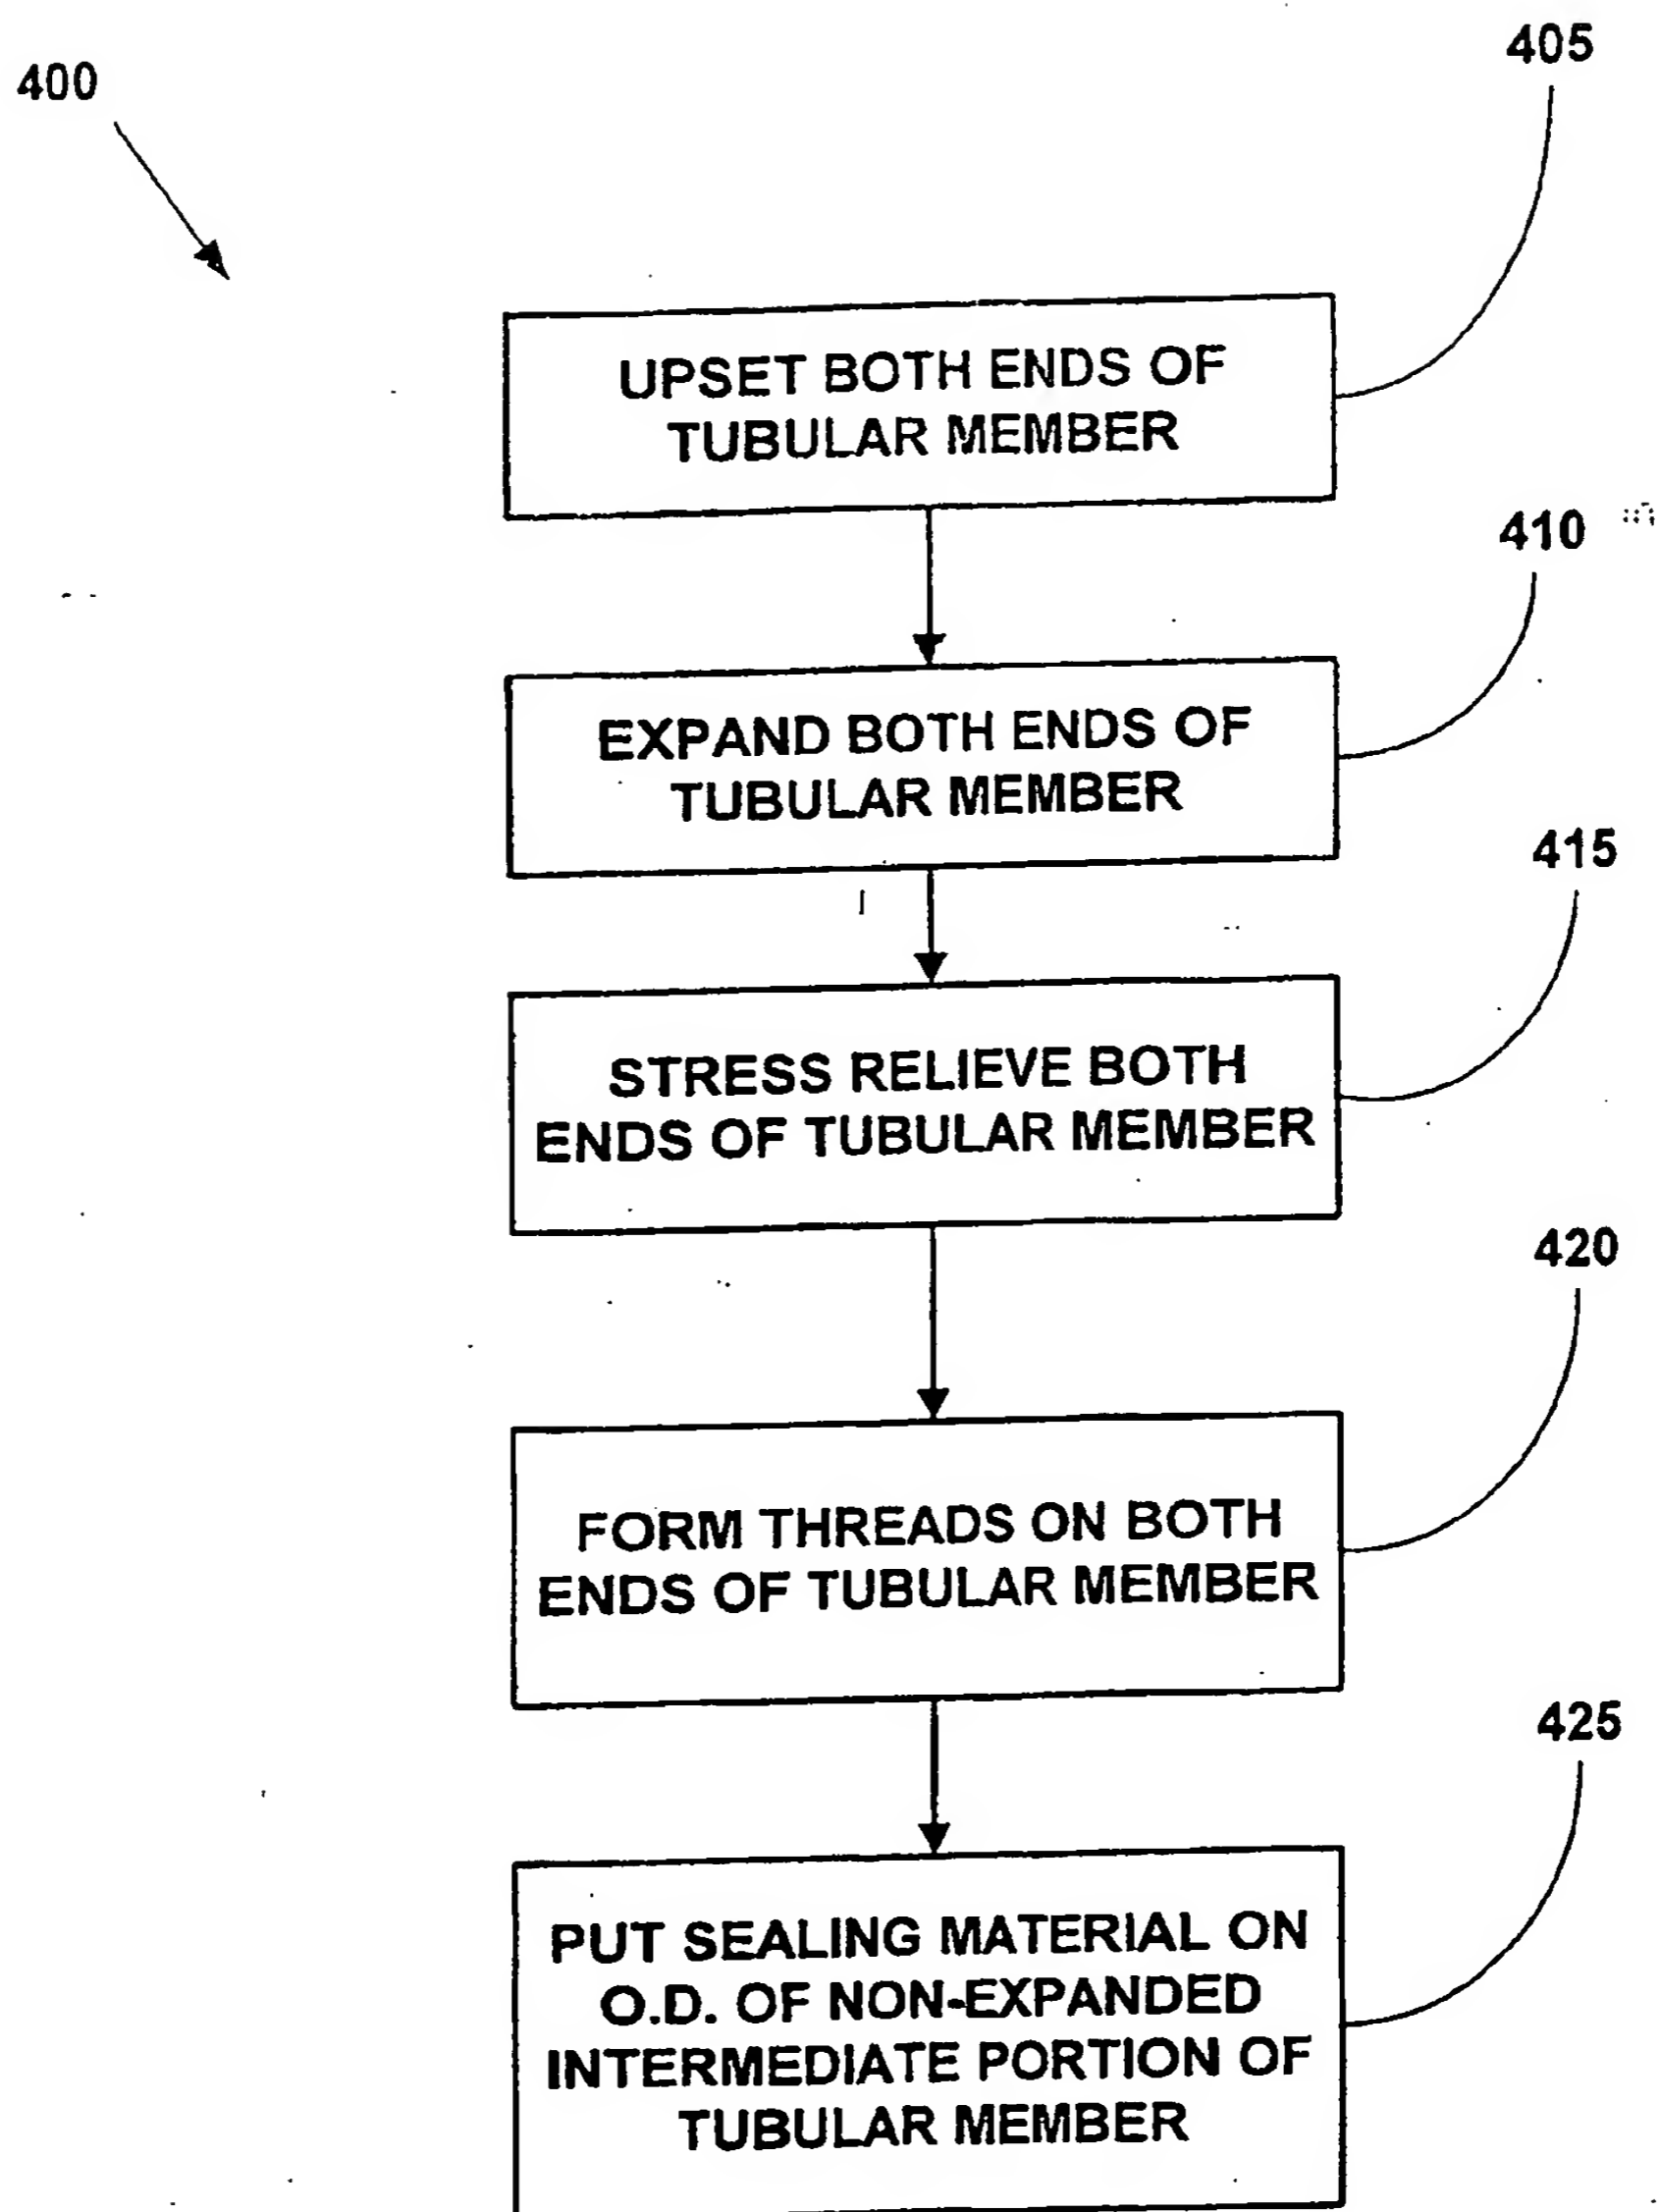 400
405
UPSET BOTH ENDS OF
TUBULAR MEMBER
410
EXPAND BOTH ENDS OF
TUBULAR MEMBER
415
STRESS RELIEVE BOTH
ENDS OF TUBULAR MEMBER
420
FORM THREADS ON BOTH
ENDS OF TUBULAR MEMBER
425
PUT SEALING MATERIAL ON
O.D. OF NON-EXPANDED
INTERMEDIATE PORTION OF
TUBULAR MEMBER